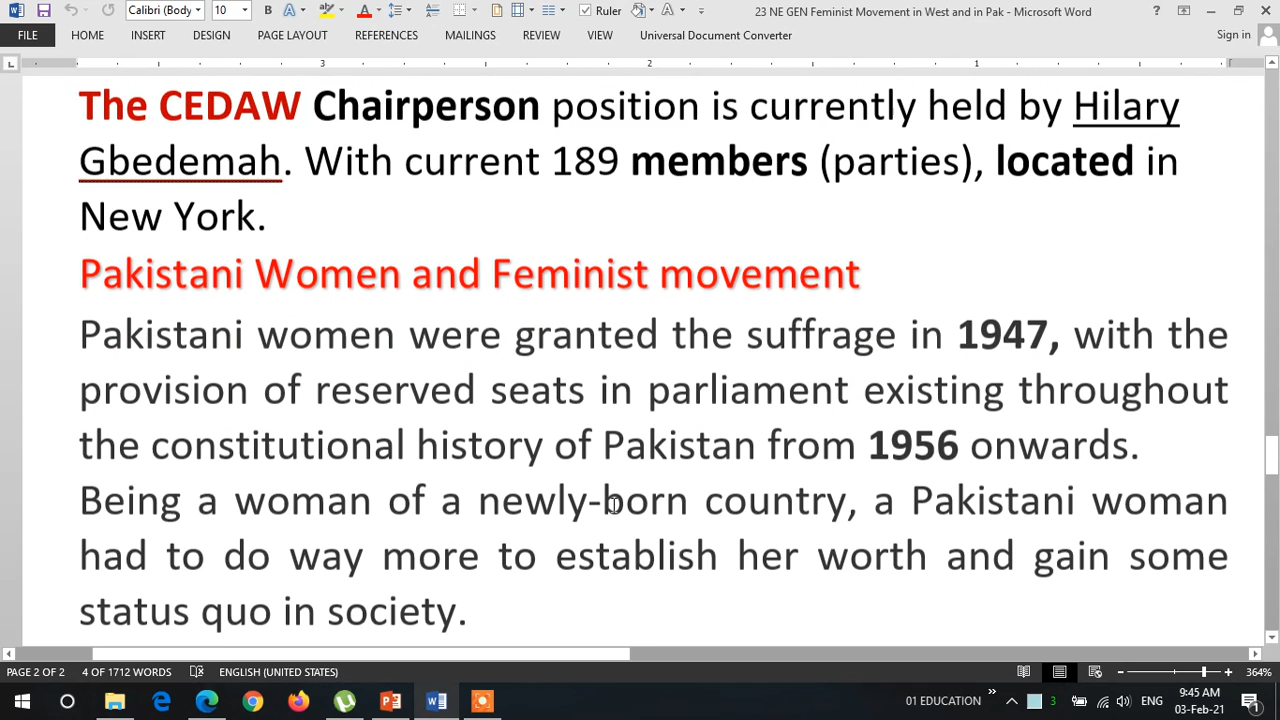 Calibri (Body 10 B A ab A Ruler A 23 NE GEN Feminist Movement in West and in Pak - Microsoft Word ?
FILE HOME INSERT DESIGN PAGE LAYOUT REFERENCES MAILINGS REVIEW VIEW Universal Document Converter Sign in
L 3 2 1
The CEDAW Chairperson position is currently held by Hilary
Gbedemah. With current 189 members (parties), located in
New York.
Pakistani Women and Feminist movement
Pakistani women were granted the suffrage in 1947, with the
provision of reserved seats in parliament existing throughout
the constitutional history of Pakistan from 1956 onwards.
Being a woman of a newly-born country, a Pakistani woman
had to do way more to establish her worth and gain some
status quo in society.
PAGE 2 OF 2 4 OF 1712 WORDS ENGLISH (UNITED STATES) 364%
01 EDUCATION » 3 ENG 9:45 AM
03-Feb-21 1